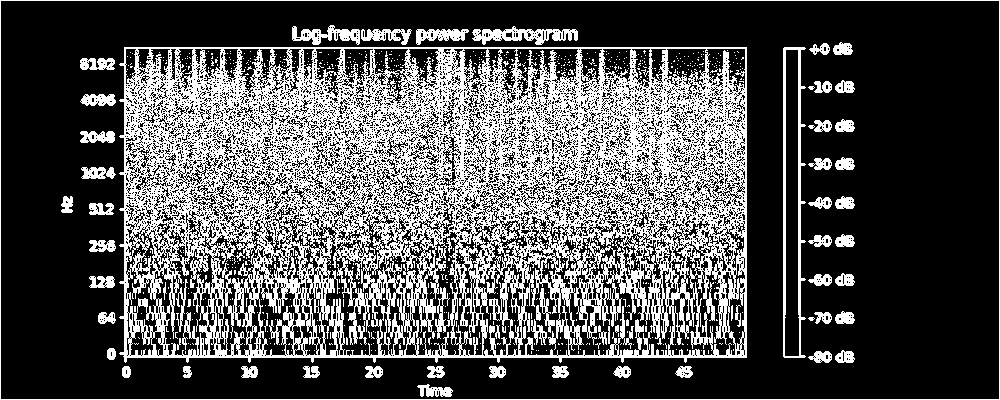 Log-frequency power spectrogram
8192
4096
2048
1024
512
256
128
64
0
Hz
0 5 10 15 20 25 30 35 40 45
Time
+0 dB
-10 dB
-20 dB
-30 dB
-40 dB
-50 dB
-60 dB
-70 dB
-80 dB